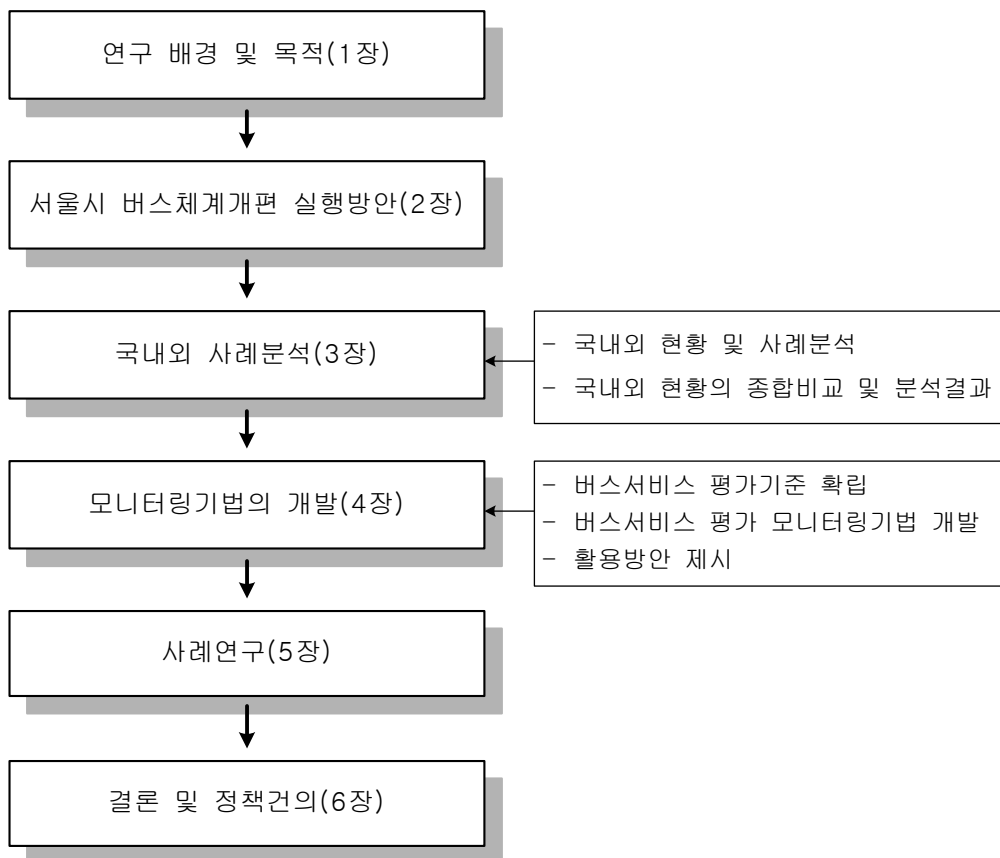 연구 배경 및 목적(1장)
서울시 버스체계개편 실행방안(2장)
국내외 사례분석(3장)
- 국내외 현황 및 사례분석
- 국내외 현황의 종합비교 및 분석결과
모니터링기법의 개발(4장)
- 버스서비스 평가기준 확립
- 버스서비스 평가 모니터링기법 개발
- 활용방안 제시
사례연구(5장)
결론 및 정책건의(6장)